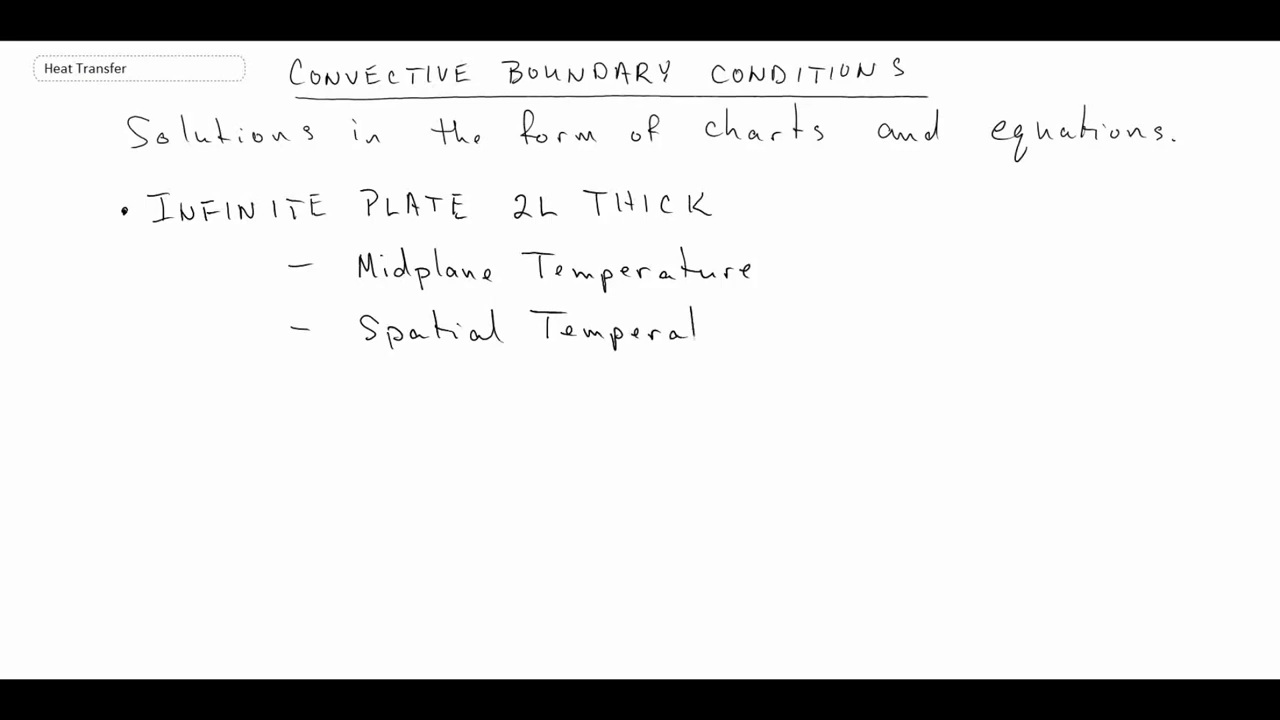 Heat Transfer
CONVECTIVE BOUNDARY CONDITIONS
Solutions in the form of charts and equations.
• INFINITE PLATE 2L THICK
– Midplane Temperature
– Spatial Temperal